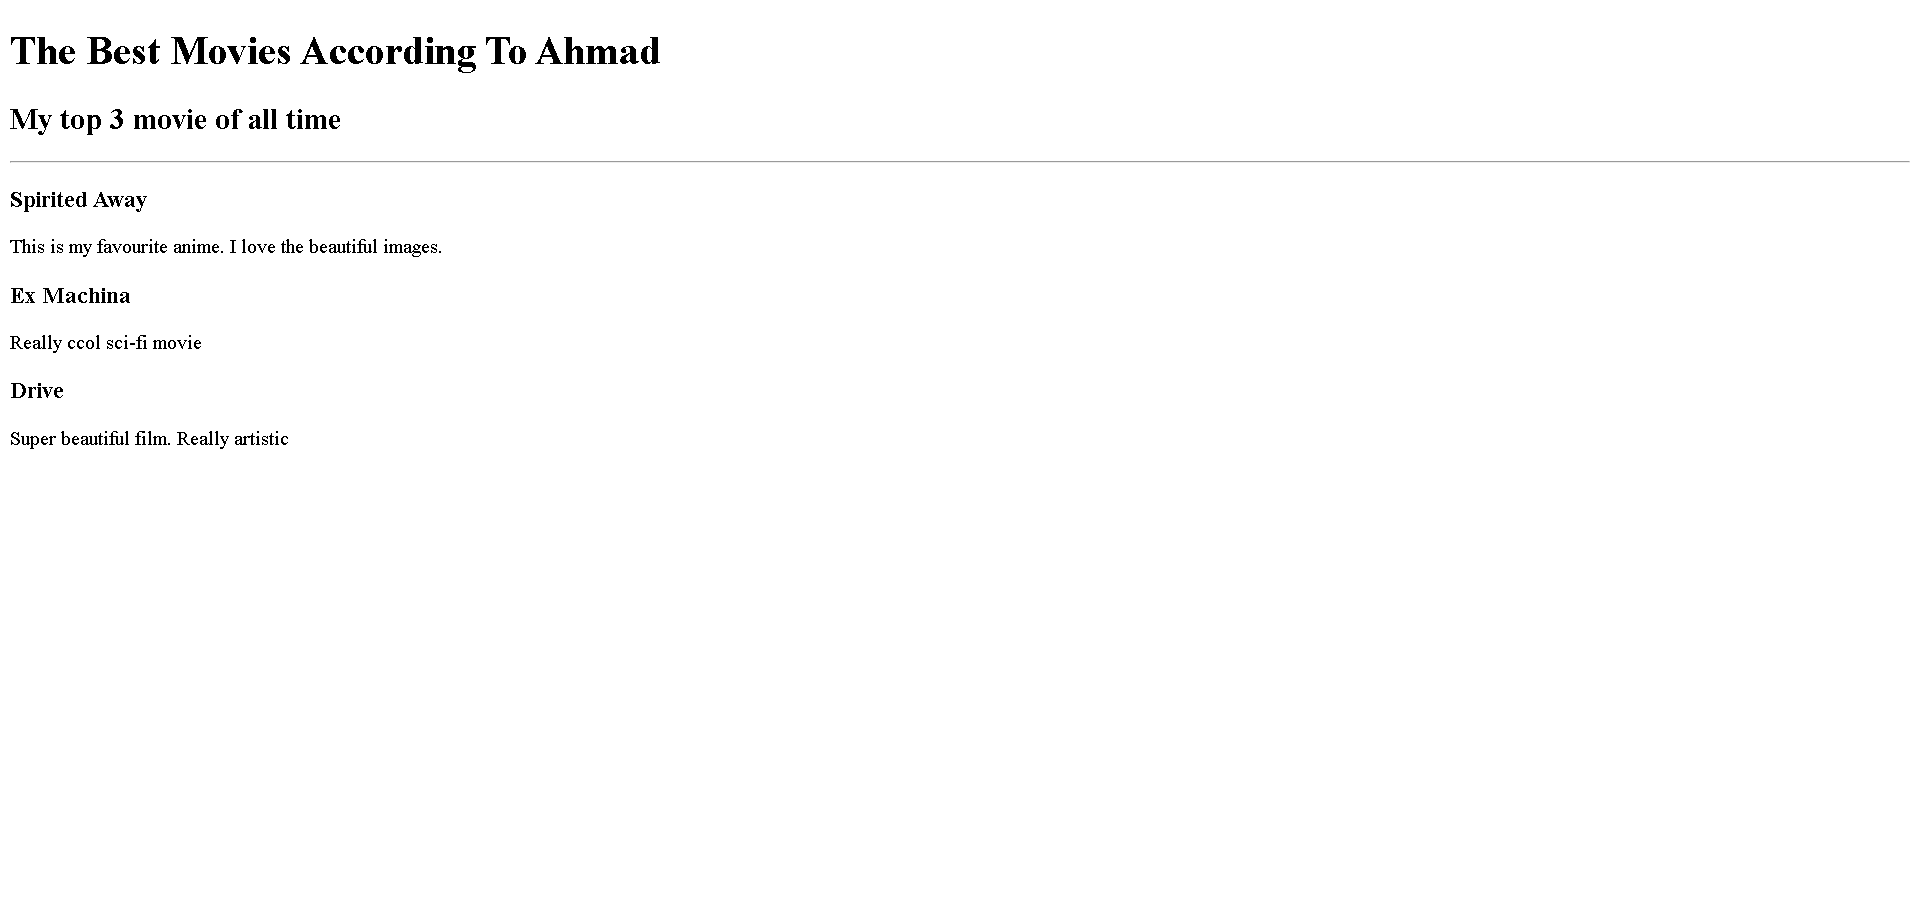 The Best Movies According To Ahmad
My top 3 movie of all time
Spirited Away
This is my favourite anime. I love the beautiful images.
Ex Machina
Really ccol sci-fi movie
Drive
Super beautiful film. Really artistic